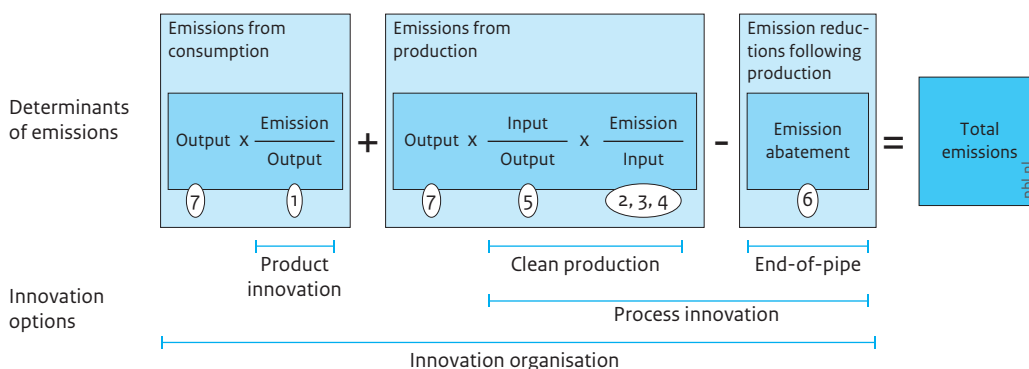 Emissions from
consumption
Emissions from
production
Emission reduc-
tions following
production
Determinants
of emissions
Output x Emission
Output
+
Output x Input
Output
x Emission
Input
-
Emission
abatement
=
Total
emissions
pbl.nl
7
1
7
5
2, 3, 4
6
Product
innovation
Clean production
End-of-pipe
Innovation
options
Process innovation
Innovation organisation